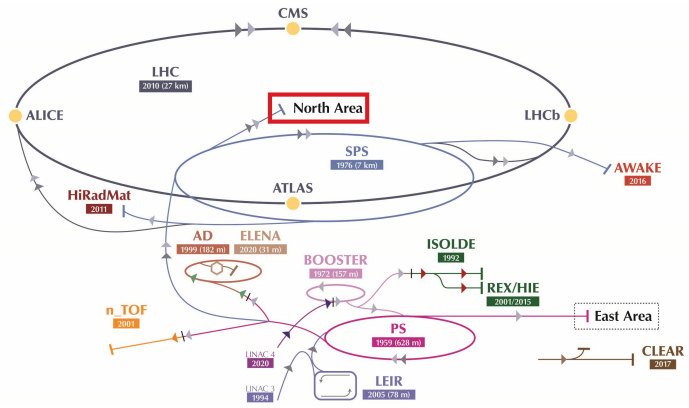 CMS
LHC
2010 (27 km)
North Area
ALICE
LHCb
SPS
1976 (7 km)
AWAKE
2016
HiRadMat
2011
ATLAS
AD
1999 (182 m)
ELENA
2020 (31 m)
BOOSTER
1972 (157 m)
ISOLDE
1992
REX/HIE
2001/2015
n_TOF
2001
East Area
PS
1959 (628 m)
LINAC 4
2020
CLEAR
2017
LINAC 3
1994
LEIR
2005 (78 m)